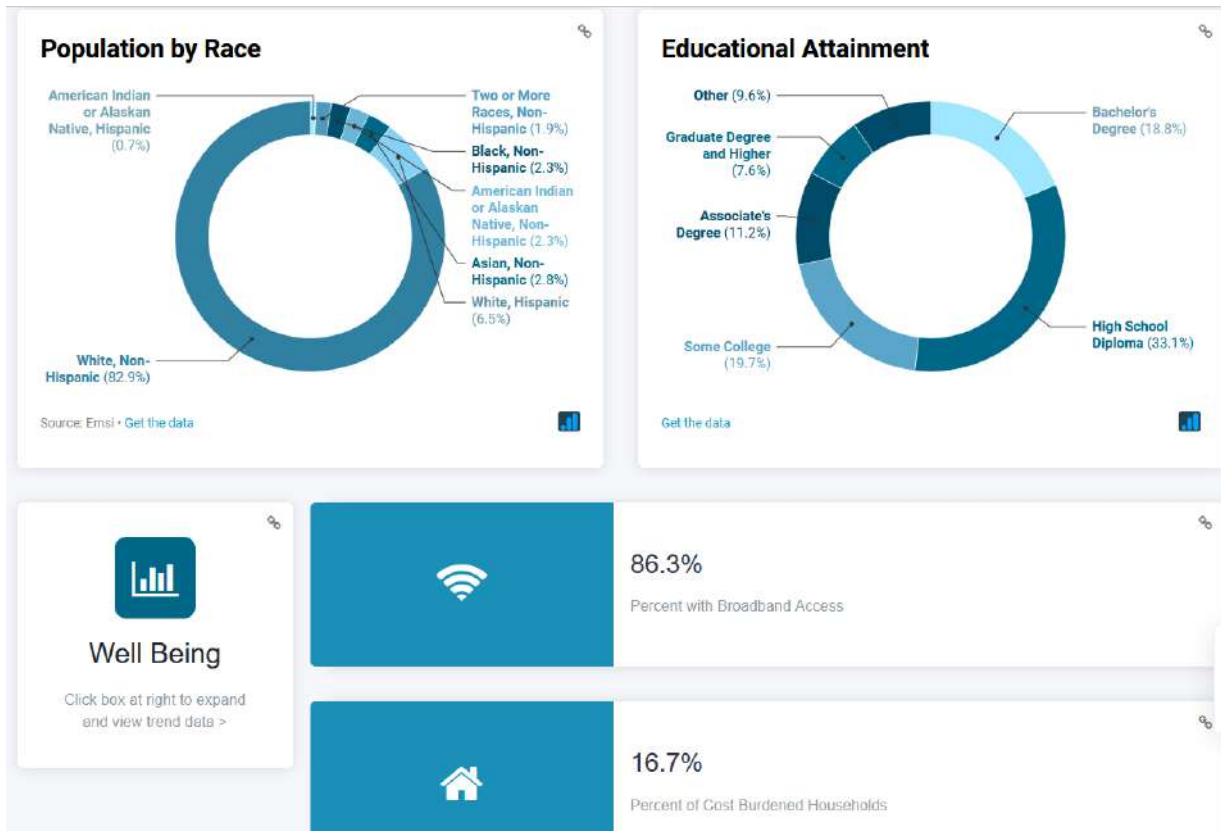 Population by Race
American Indian
or Alaskan
Native, Hispanic
(0.7%)
Two or More
Races, Non-
Hispanic (1.9%)
Black, Non-
Hispanic (2.3%)
American Indian
or Alaskan
Native, Non-
Hispanic (2.3%)
Asian, Non-
Hispanic (2.8%)
White, Hispanic
(6.5%)
White, Non-
Hispanic (82.9%)
Source: Emsi • Get the data
Educational Attainment
Other (9.6%)
Graduate Degree
and Higher
(7.6%)
Associate's
Degree (11.2%)
Some College
(19.7%)
Bachelor's
Degree (18.8%)
High School
Diploma (33.1%)
Get the data
Well Being
Click box at right to expand
and view trend data >
86.3%
Percent with Broadband Access
16.7%
Percent of Cost Burdened Households